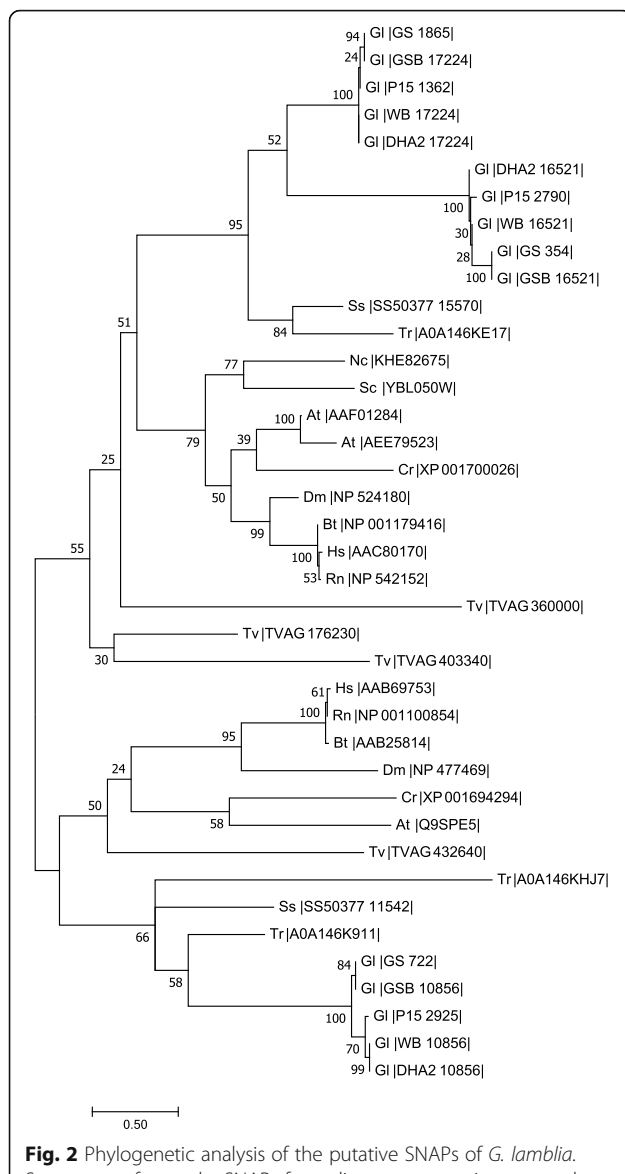 94
Gl |GS 1865|
24
Gl |GSB 17224|
Gl |P15 1362|
100
Gl |WB 17224|
Gl |DHA2 17224|
52
Gl |DHA2 16521|
Gl |P15 2790|
100
Gl |WB 16521|
30
Gl |GS 354|
28
Gl |GSB 16521|
100
95
Ss |SS50377 15570|
84
Tr|A0A146KE17|
51
Nc |KHE82675|
77
Sc |YBL050W|
79
At |AAF01284|
100
At |AEE79523|
39
Cr|XP 001700026|
50
Dm|NP 524180|
99
Bt |NP 001179416|
100
Hs |AAC80170|
53
Rn |NP 542152|
25
Tv|TVAG 360000|
55
Tv|TVAG 176230|
30
Tv|TVAG 403340|
61
Hs |AAB69753|
100
Rn |NP 001100854|
Bt |AAB25814|
95
Dm|NP 477469|
24
Cr|XP 001694294|
58
At |Q9SPE5|
50
Tv|TVAG 432640|
Tr|A0A146KHJ7|
Ss |SS50377 11542|
66
Tr|A0A146K911|
58
84
Gl |GS 722|
Gl |GSB 10856|
100
Gl |P15 2925|
70
Gl |WB 10856|
99
Gl |DHA2 10856|
0.50
Fig. 2 Phylogenetic analysis of the putative SNAPs of G. lamblia.